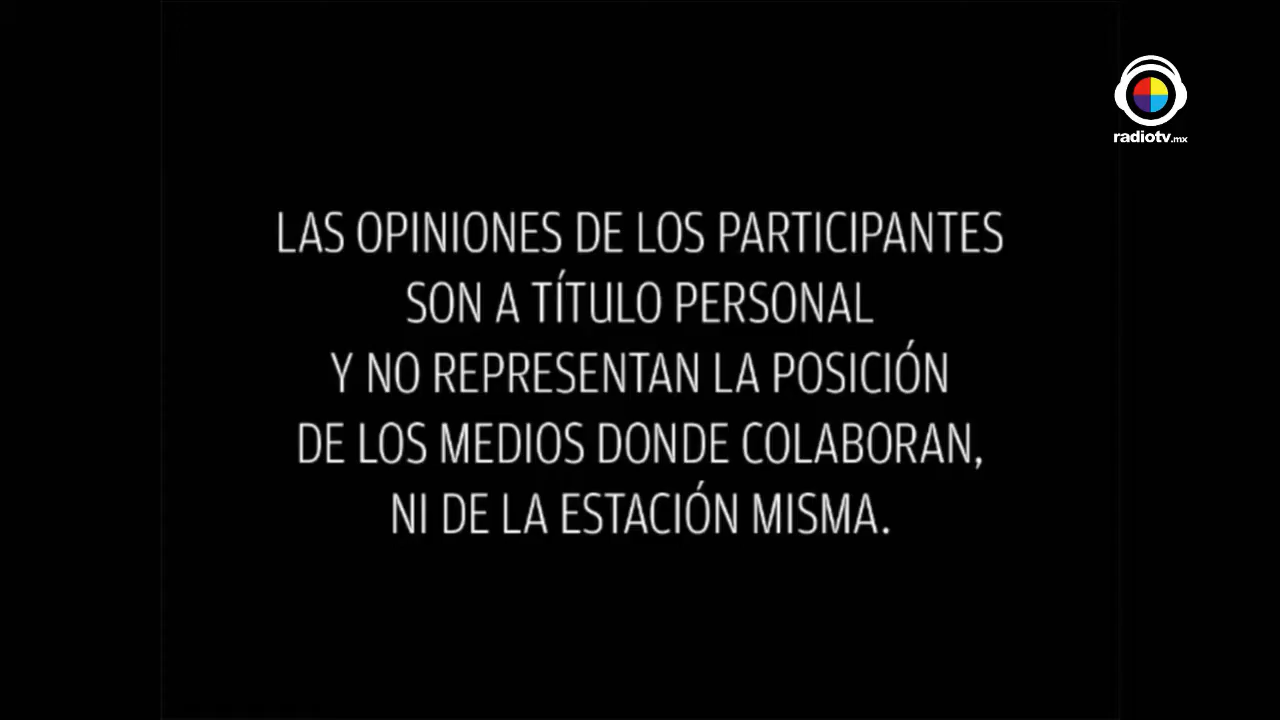 radiotv.mx
LAS OPINIONES DE LOS PARTICIPANTES
SON A TÍTULO PERSONAL
Y NO REPRESENTAN LA POSICIÓN
DE LOS MEDIOS DONDE COLABORAN,
NI DE LA ESTACIÓN MISMA.